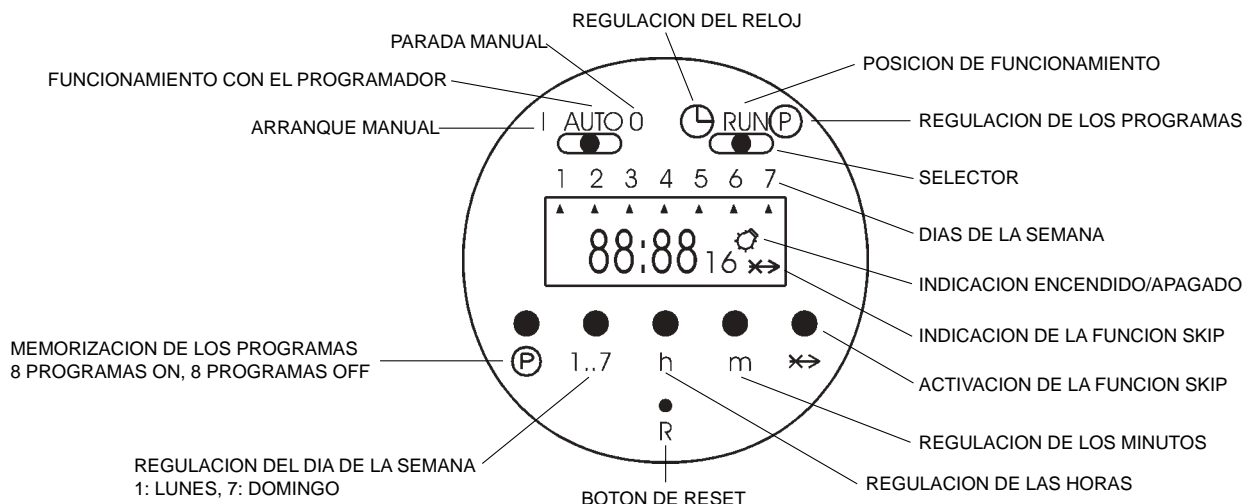 REGULACION DEL RELOJ
PARADA MANUAL
POSICION DE FUNCIONAMIENTO
FUNCIONAMIENTO CON EL PROGRAMADOR
ARRANQUE MANUAL
I AUTO 0
RUN P
REGULACION DE LOS PROGRAMAS
SELECTOR
1 2 3 4 5 6 7
DIAS DE LA SEMANA
88:88 16
INDICACION ENCENDIDO/APAGADO
INDICACION DE LA FUNCION SKIP
MEMORIZACION DE LOS PROGRAMAS
8 PROGRAMAS ON, 8 PROGRAMAS OFF
P 1..7 h m
ACTIVACION DE LA FUNCION SKIP
R
REGULACION DE LOS MINUTOS
REGULACION DEL DIA DE LA SEMANA
1: LUNES, 7: DOMINGO
REGULACION DE LAS HORAS
BOTON DE RESET